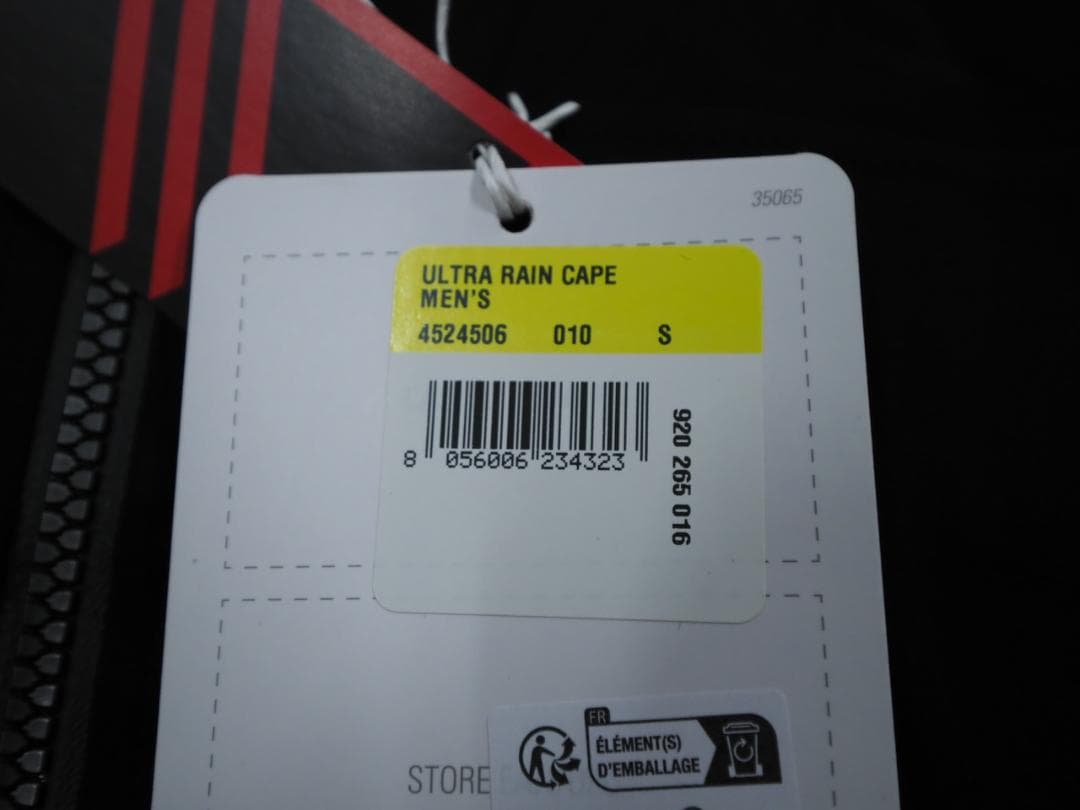 35065
ULTRA RAIN CAPE
MEN'S
4524506 010 S
8 056006 234323
920 265 016
FR
ÉLÉMENT(S)
D'EMBALLAGE
STORE